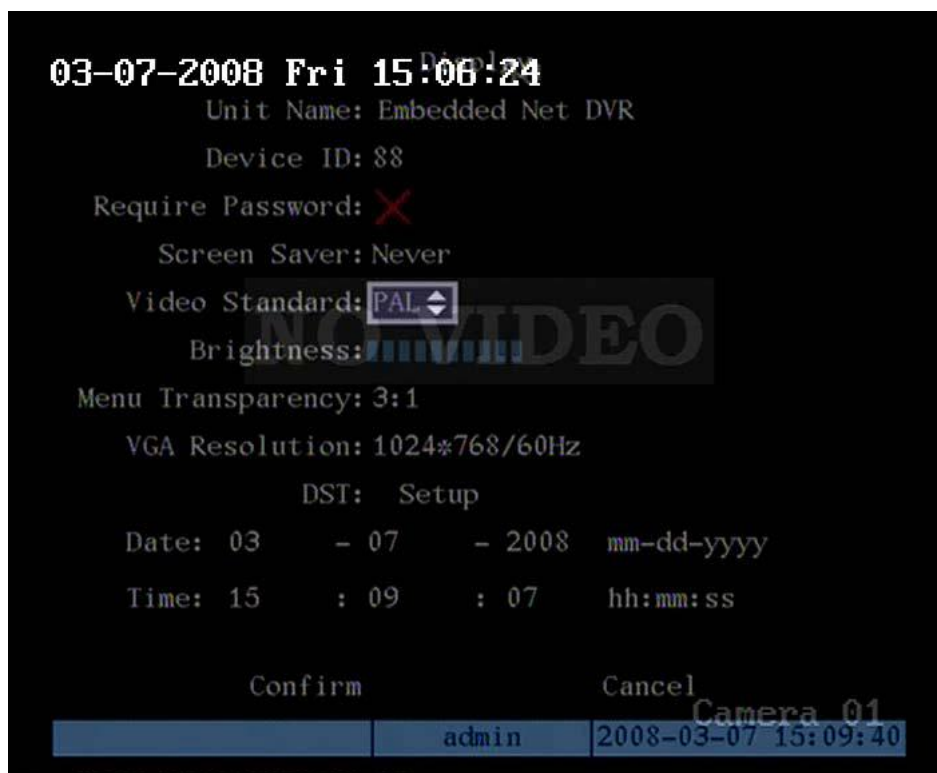 Display
03-07-2008 Fri 15:06:24
Unit Name: Embedded Net DVR
Device ID: 88
Require Password:
Screen Saver: Never
Video Standard: PAL
NO VIDEO
Brightness:
Menu Transparency: 3:1
VGA Resolution: 1024*768/60Hz
DST: Setup
Date: 03 - 07 - 2008 mm-dd-yyyy
Time: 15 : 09 : 07 hh:mm:ss
Confirm Cancel
Camera 01
admin 2008-03-07 15:09:40